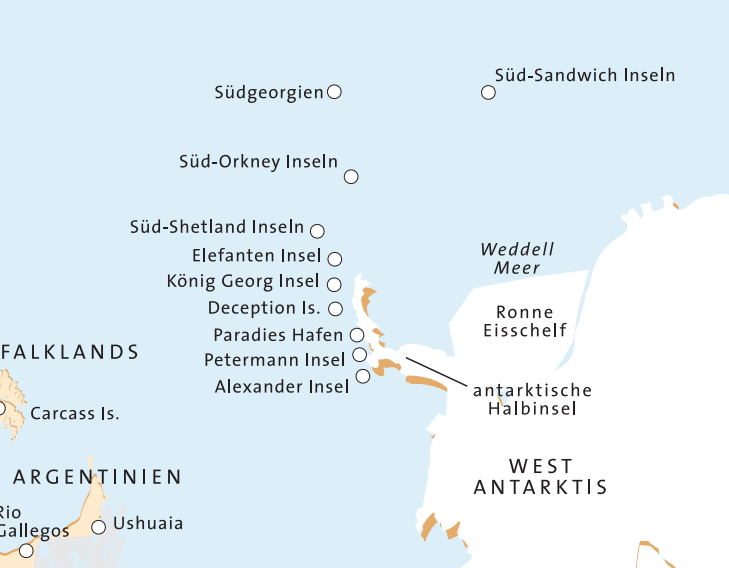 Süd-Sandwich Inseln
Südgeorgien
Süd-Orkney Inseln
Süd-Shetland Inseln
Elefanten Insel
König Georg Insel
Deception Is.
Paradies Hafen
Petermann Insel
Alexander Insel
Weddell
Meer
Ronne
Eisschelf
antarktische
Halbinsel
FALKLANDS
Carcass Is.
WEST
ANTARKTIS
ARGENTINIEN
Rio
Gallegos
Ushuaia